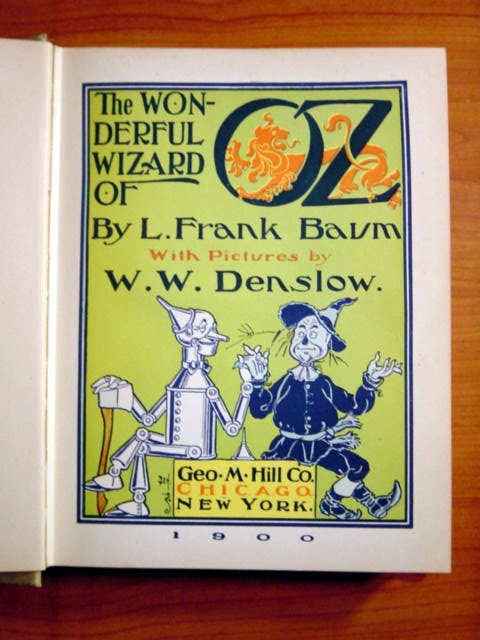 The WON-
DERFUL
WIZARD
OF
OZ
By L. Frank Baum
With Pictures by
W. W. Denslow.
Geo. M. Hill Co.
CHICAGO
NEW YORK.
1900